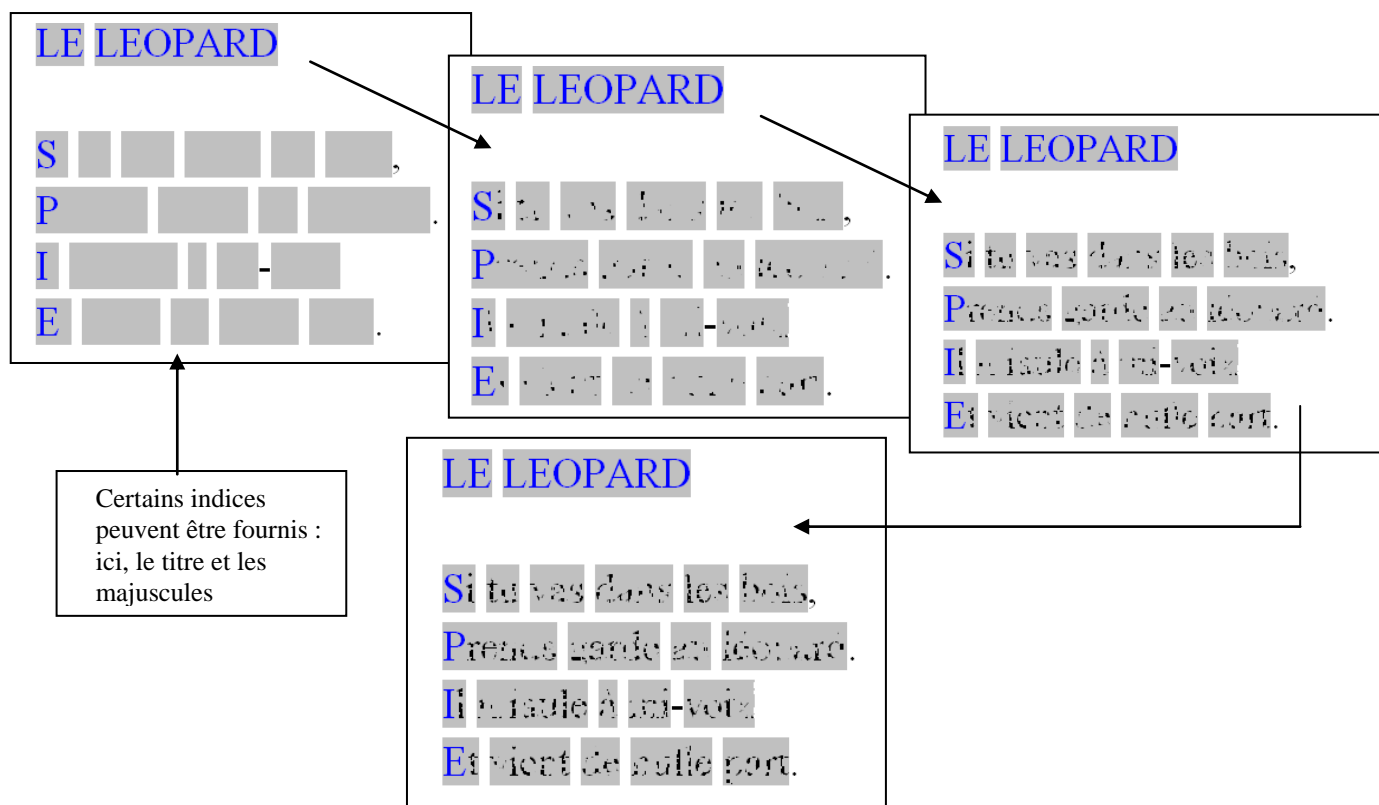 LE LEOPARD
S ,
P .
I -
E .
LE LEOPARD
Si tu ,
P .
Il -
E .
LE LEOPARD
Si tu vas dans les bois,
Prends garde au léopard.
Il miaule à mi-voix
Et vient de nulle part.
Certains indices
peuvent être fournis :
ici, le titre et les
majuscules
LE LEOPARD
Si tu vas dans les bois,
Prends garde au léopard.
Il miaule à mi-voix
Et vient de nulle part.